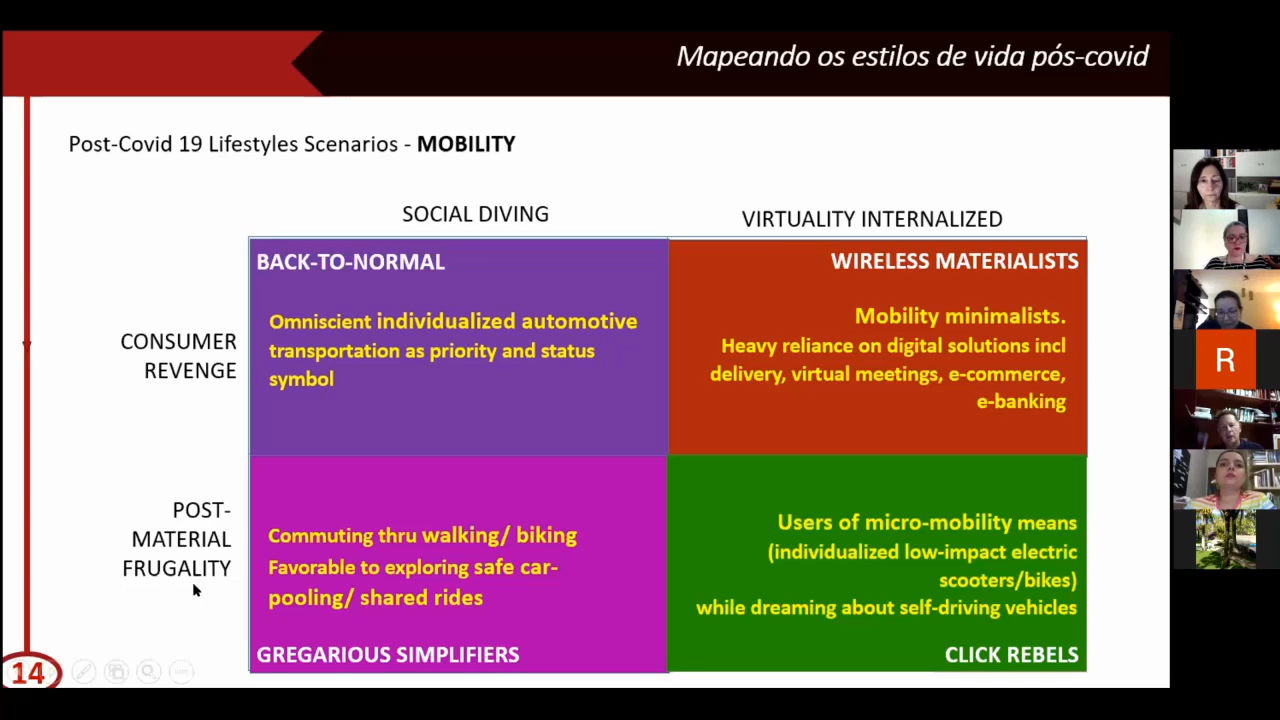 Mapeando os estilos de vida pós-covid
Post-Covid 19 Lifestyles Scenarios - MOBILITY
SOCIAL DIVING
VIRTUALITY INTERNALIZED
CONSUMER
REVENGE
BACK-TO-NORMAL
Omniscient individualized automotive
transportation as priority and status
symbol
WIRELESS MATERIALISTS
Mobility minimalists.
Heavy reliance on digital solutions incl
delivery, virtual meetings, e-commerce,
e-banking
POST-
MATERIAL
FRUGALITY
Commuting thru walking/ biking
Favorable to exploring safe car-
pooling/ shared rides
GREGARIOUS SIMPLIFIERS
Users of micro-mobility means
(individualized low-impact electric
scooters/bikes)
while dreaming about self-driving vehicles
CLICK REBELS
14
R